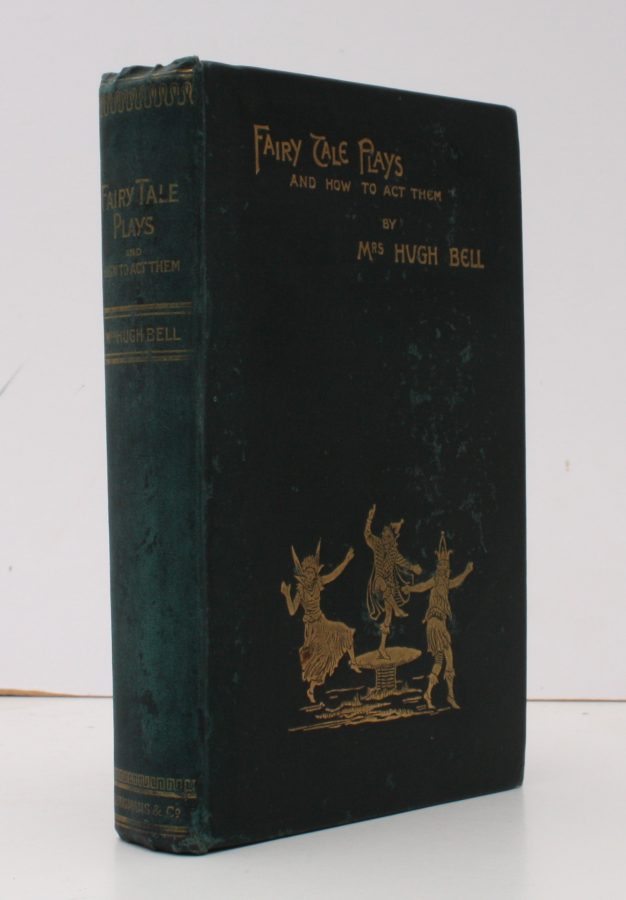 FAIRY TALE PLAYS
AND HOW TO ACT THEM
BY
MRS HUGH BELL
FAIRY TALE
PLAYS
AND
HOW TO ACT THEM
MRS HUGH BELL
& Co